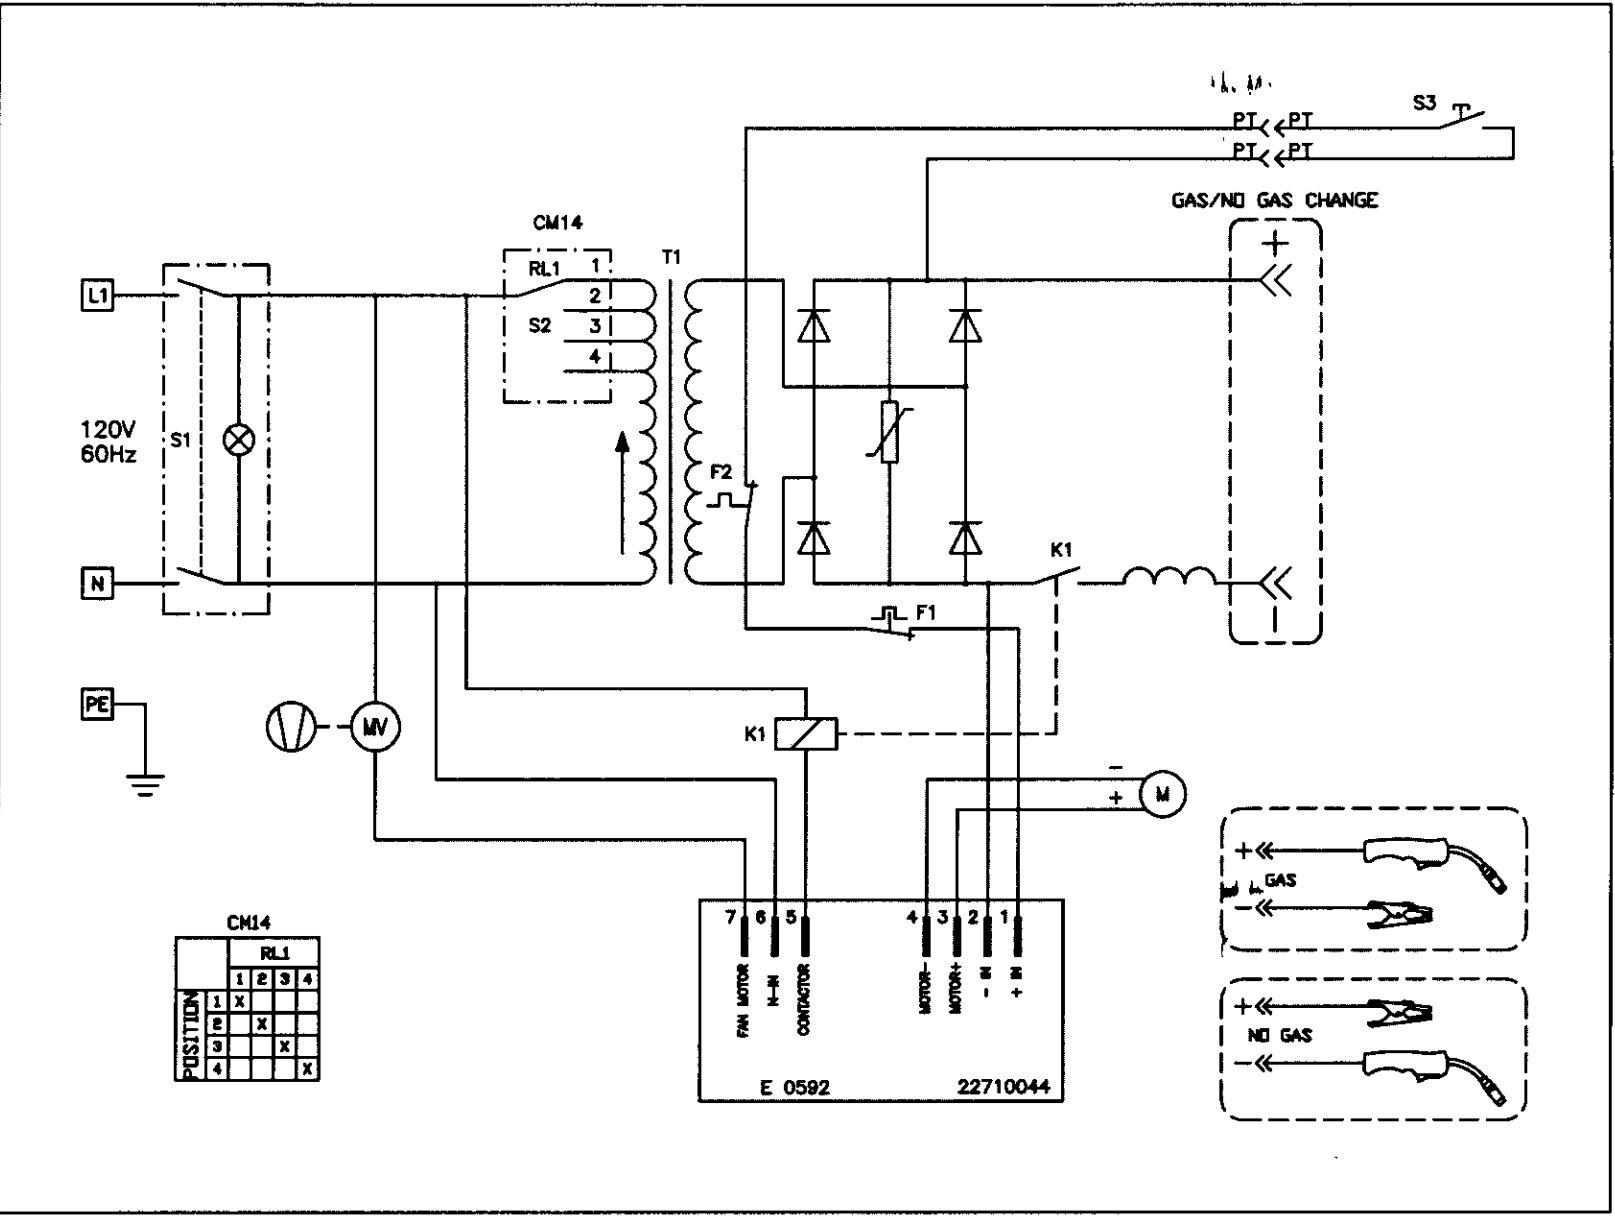 S3
PT PT
PT PT
GAS/NO GAS CHANGE
+
CM14
T1
RL1 1
2
S2 3
4
L1
120V
60Hz
S1
F2
K1
N
F1
PE
MV
K1
-
+
M
+
GAS
-
7 6 5 4 3 2 1
FAN MOTOR
N-IN
CONTACTOR
MOTOR-
MOTOR+
- IN
+ IN
E 0592 22710044
+
NO GAS
-
CM14
RL1
1 2 3 4
POSITION
1 X
2 X
3 X
4 X